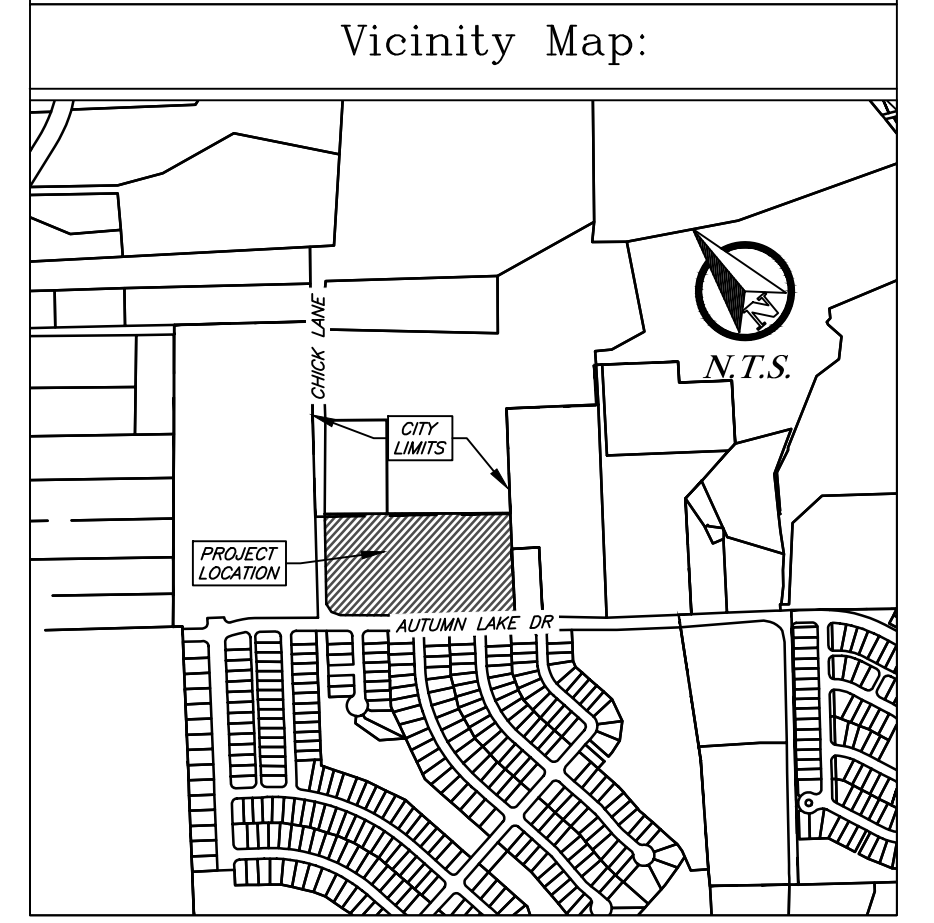 Vicinity Map:
N
N.T.S.
CHICK LANE
CITY
LIMITS
PROJECT
LOCATION
AUTUMN LAKE DR